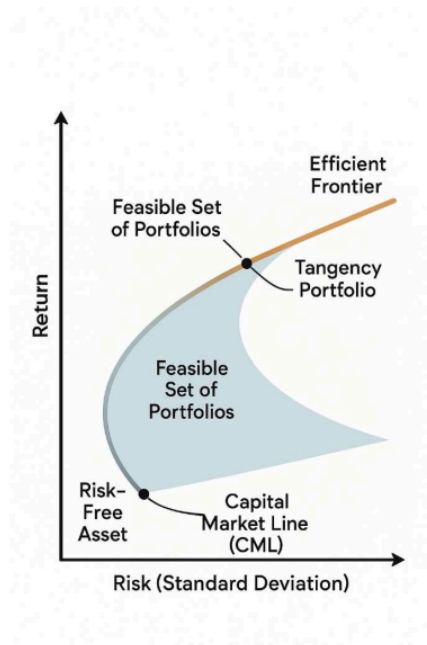 Efficient
Frontier
Feasible Set
of Portfolios
Tangency
Portfolio
Return
Feasible
Set of
Portfolios
Risk–
Free
Asset
Capital
Market Line
(CML)
Risk (Standard Deviation)